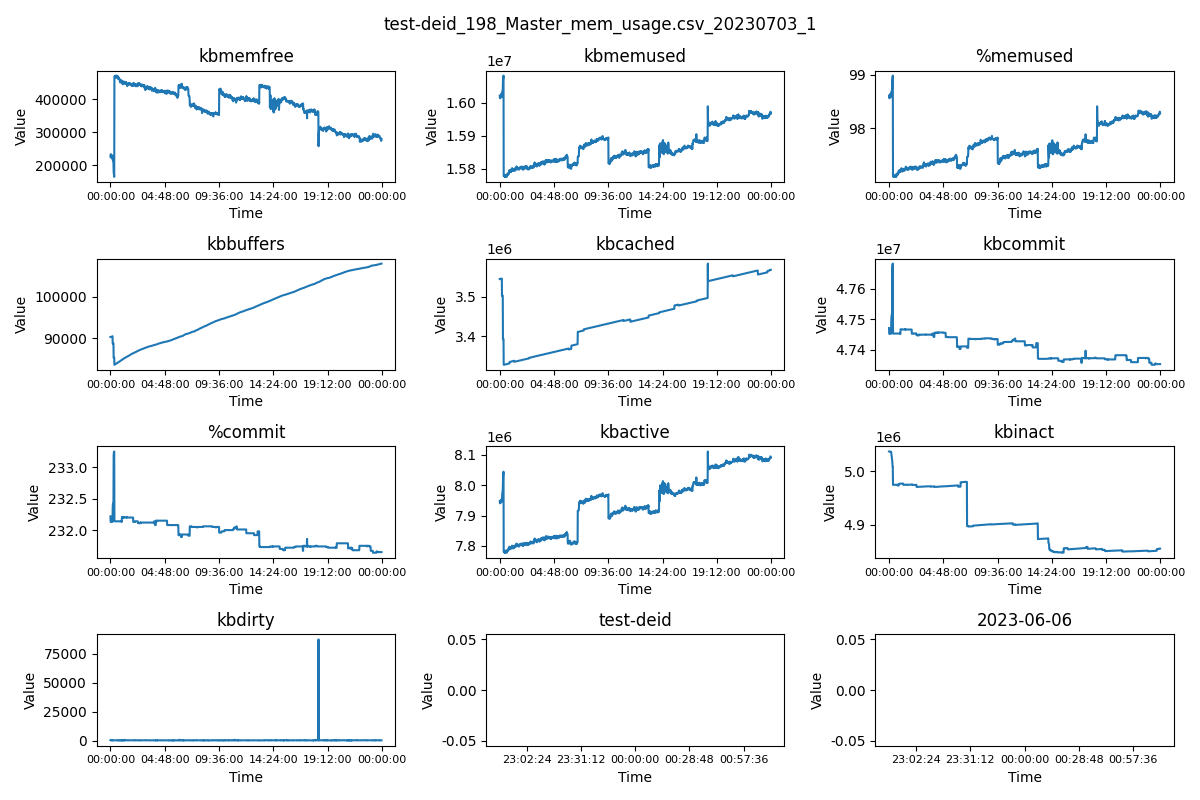 test-deid_198_Master_mem_usage.csv_20230703_1
kbmemfree
Value
400000
300000
200000
00:00:00 04:48:00 09:36:00 14:24:00 19:12:00 00:00:00
Time
kbmemused
1e7
Value
1.60
1.59
1.58
00:00:00 04:48:00 09:36:00 14:24:00 19:12:00 00:00:00
Time
%memused
Value
99
98
00:00:00 04:48:00 09:36:00 14:24:00 19:12:00 00:00:00
Time
kbbuffers
Value
100000
90000
00:00:00 04:48:00 09:36:00 14:24:00 19:12:00 00:00:00
Time
kbcached
1e6
Value
3.5
3.4
00:00:00 04:48:00 09:36:00 14:24:00 19:12:00 00:00:00
Time
kbcommit
1e7
Value
4.76
4.75
4.74
00:00:00 04:48:00 09:36:00 14:24:00 19:12:00 00:00:00
Time
%commit
Value
233.0
232.5
232.0
00:00:00 04:48:00 09:36:00 14:24:00 19:12:00 00:00:00
Time
kbactive
1e6
Value
8.1
8.0
7.9
7.8
00:00:00 04:48:00 09:36:00 14:24:00 19:12:00 00:00:00
Time
kbinact
1e6
Value
5.0
4.9
00:00:00 04:48:00 09:36:00 14:24:00 19:12:00 00:00:00
Time
kbdirty
Value
75000
50000
25000
0
00:00:00 04:48:00 09:36:00 14:24:00 19:12:00 00:00:00
Time
test-deid
Value
0.05
0.00
-0.05
23:02:24 23:31:12 00:00:00 00:28:48 00:57:36
Time
2023-06-06
Value
0.05
0.00
-0.05
23:02:24 23:31:12 00:00:00 00:28:48 00:57:36
Time